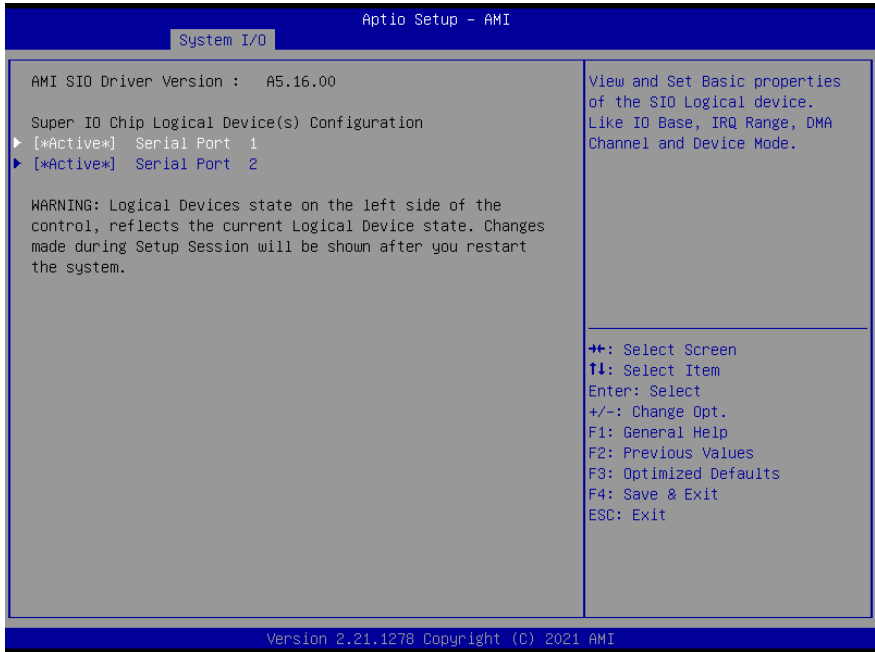 Aptio Setup – AMI
System I/O
AMI SIO Driver Version :   A5.16.00
Super IO Chip Logical Device(s) Configuration
▶ [*Active*]  Serial Port  1
▶ [*Active*]  Serial Port  2
WARNING: Logical Devices state on the left side of the
control, reflects the current Logical Device state. Changes
made during Setup Session will be shown after you restart
the system.
View and Set Basic properties
of the SIO Logical device.
Like IO Base, IRQ Range, DMA
Channel and Device Mode.
→←: Select Screen
↑↓: Select Item
Enter: Select
+/-: Change Opt.
F1: General Help
F2: Previous Values
F3: Optimized Defaults
F4: Save & Exit
ESC: Exit
Version 2.21.1278 Copyright (C) 2021 AMI